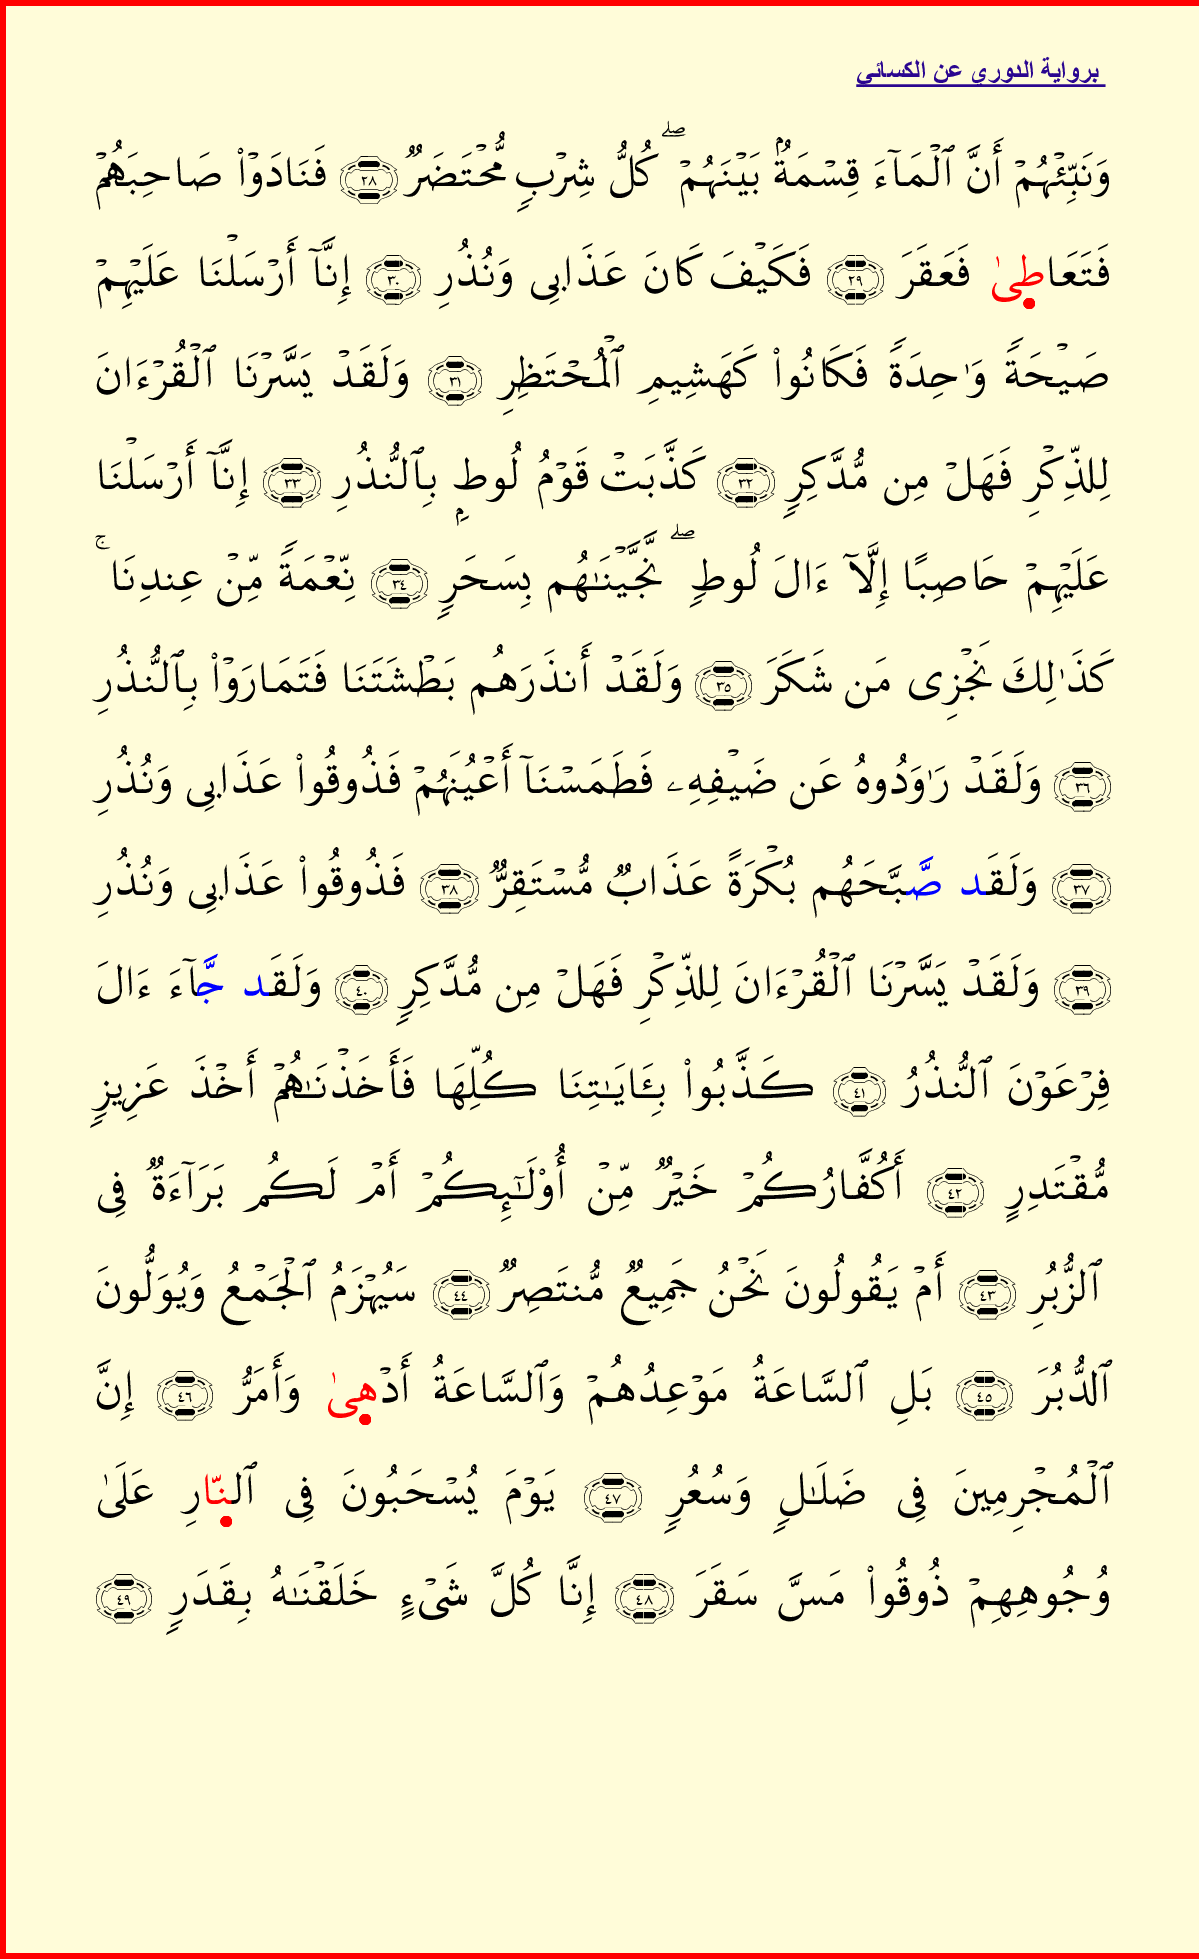 برواية الدوري عن الكسائي
وَنَبِّئۡهُمۡ أَنَّ ٱلۡمَآءَ قِسۡمَةُۢ بَيۡنَهُمۡۖ كُلُّ شِرۡبٖ مُّحۡتَضَرٞ ٢٨ فَنَادَوۡاْ صَاحِبَهُمۡ
فَتَعَاطِىٰ فَعَقَرَ ٢٩ فَكَيۡفَ كَانَ عَذَابِى وَنُذُرِ ٣٠ إِنَّآ أَرۡسَلۡنَا عَلَيۡهِمۡ
صَيۡحَةٗ وَٰحِدَةٗ فَكَانُواْ كَهَشِيمِ ٱلۡمُحۡتَظِرِ ٣١ وَلَقَدۡ يَسَّرۡنَا ٱلۡقُرۡءَانَ
لِلذِّكۡرِ فَهَلۡ مِن مُّدَّكِرٖ ٣٢ كَذَّبَتۡ قَوۡمُ لُوطِۭ بِٱلنُّذُرِ ٣٣ إِنَّآ أَرۡسَلۡنَا
عَلَيۡهِمۡ حَاصِبًا إِلَّآ ءَالَ لُوطٖۖ نَّجَّيۡنَٰهُم بِسَحَرٖ ٣٤ نِّعۡمَةٗ مِّنۡ عِندِنَاۚ
كَذَٰلِكَ نَجۡزِى مَن شَكَرَ ٣٥ وَلَقَدۡ أَنذَرَهُم بَطۡشَتَنَا فَتَمَارَوۡاْ بِٱلنُّذُرِ
٣٦ وَلَقَدۡ رَٰوَدُوهُ عَن ضَيۡفِهِۦ فَطَمَسۡنَآ أَعۡيُنَهُمۡ فَذُوقُواْ عَذَابِى وَنُذُرِ
٣٧ وَلَقَد صَّبَّحَهُم بُكۡرَةً عَذَابٞ مُّسۡتَقِرّٞ ٣٨ فَذُوقُواْ عَذَابِى وَنُذُرِ
٣٩ وَلَقَدۡ يَسَّرۡنَا ٱلۡقُرۡءَانَ لِلذِّكۡرِ فَهَلۡ مِن مُّدَّكِرٖ ٤٠ وَلَقَد جَّآءَ ءَالَ
فِرۡعَوۡنَ ٱلنُّذُرُ ٤١ كَذَّبُواْ بِـَٔايَٰتِنَا كُلِّهَا فَأَخَذۡنَٰهُمۡ أَخۡذَ عَزِيزٖ
مُّقۡتَدِرٍ ٤٢ أَكُفَّارُكُمۡ خَيۡرٞ مِّنۡ أُوْلَٰٓئِكُمۡ أَمۡ لَكُم بَرَآءَةٞ فِى
ٱلزُّبُرِ ٤٣ أَمۡ يَقُولُونَ نَحۡنُ جَمِيعٞ مُّنتَصِرٞ ٤٤ سَيُهۡزَمُ ٱلۡجَمۡعُ وَيُوَلُّونَ
ٱلدُّبُرَ ٤٥ بَلِ ٱلسَّاعَةُ مَوۡعِدُهُمۡ وَٱلسَّاعَةُ أَدۡهِىٰ وَأَمَرُّ ٤٦ إِنَّ
ٱلۡمُجۡرِمِينَ فِى ضَلَٰلٖ وَسُعُرٖ ٤٧ يَوۡمَ يُسۡحَبُونَ فِى ٱلنِّارِ عَلَىٰ
وُجُوهِهِمۡ ذُوقُواْ مَسَّ سَقَرَ ٤٨ إِنَّا كُلَّ شَىۡءٍ خَلَقۡنَٰهُ بِقَدَرٖ ٤٩